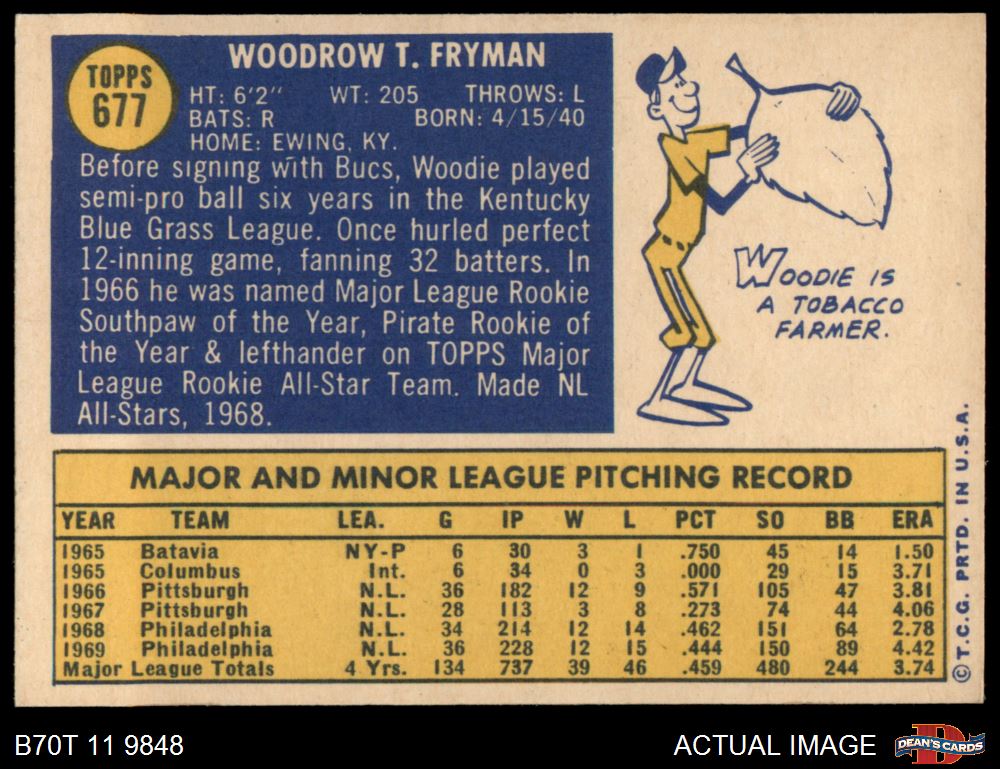 TOPPS
677
WOODROW T. FRYMAN
HT: 6'2" WT: 205 THROWS: L
BATS: R BORN: 4/15/40
HOME: EWING, KY.
Before signing with Bucs, Woodie played
semi-pro ball six years in the Kentucky
Blue Grass League. Once hurled perfect
12-inning game, fanning 32 batters. In
1966 he was named Major League Rookie
Southpaw of the Year, Pirate Rookie of
the Year & lefthander on TOPPS Major
League Rookie All-Star Team. Made NL
All-Stars, 1968.
WOODIE IS
A TOBACCO
FARMER.
MAJOR AND MINOR LEAGUE PITCHING RECORD
YEAR TEAM LEA. G IP W L PCT SO BB ERA
1965 Batavia NY-P 6 30 3 1 .750 45 14 1.50
1965 Columbus Int. 6 34 0 3 .000 29 15 3.71
1966 Pittsburgh N.L. 36 182 12 9 .571 105 47 3.81
1967 Pittsburgh N.L. 28 113 3 8 .273 74 44 4.06
1968 Philadelphia N.L. 34 214 12 14 .462 151 64 2.78
1969 Philadelphia N.L. 36 228 12 15 .444 150 89 4.42
Major League Totals 4 Yrs. 134 737 39 46 .459 480 244 3.74
© T.C.G. PRTD. IN U.S.A.
B70T 11 9848
ACTUAL IMAGE
D
DEAN'S CARDS